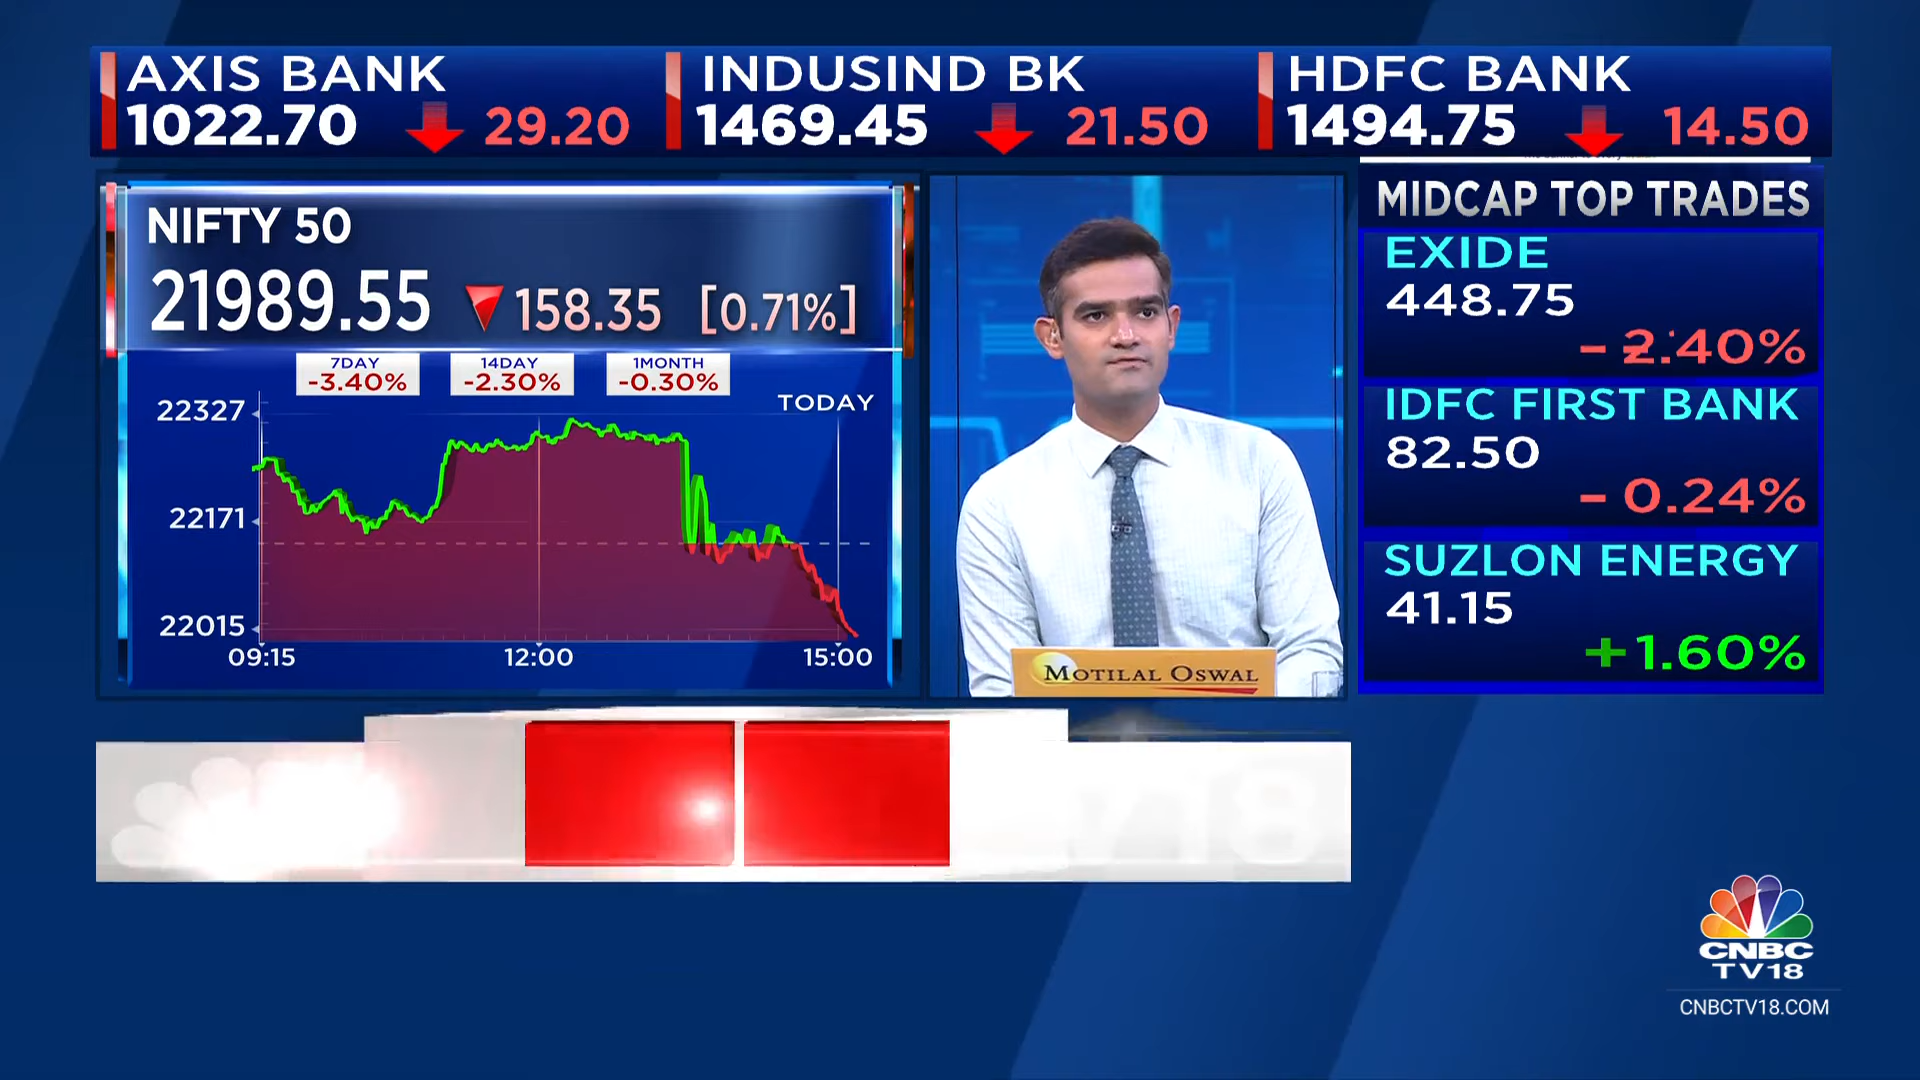 AXIS BANK
1022.70 29.20
INDUSIND BK
1469.45 21.50
HDFC BANK
1494.75 14.50
NIFTY 50
21989.55 158.35 [0.71%]
7DAY
-3.40%
14DAY
-2.30%
1MONTH
-0.30%
TODAY
22327
22171
22015
09:15 12:00 15:00
MOTILAL OSWAL
MIDCAP TOP TRADES
EXIDE
448.75
- 2.40%
IDFC FIRST BANK
82.50
- 0.24%
SUZLON ENERGY
41.15
+1.60%
18
CNBC
TV18
CNBCTV18.COM